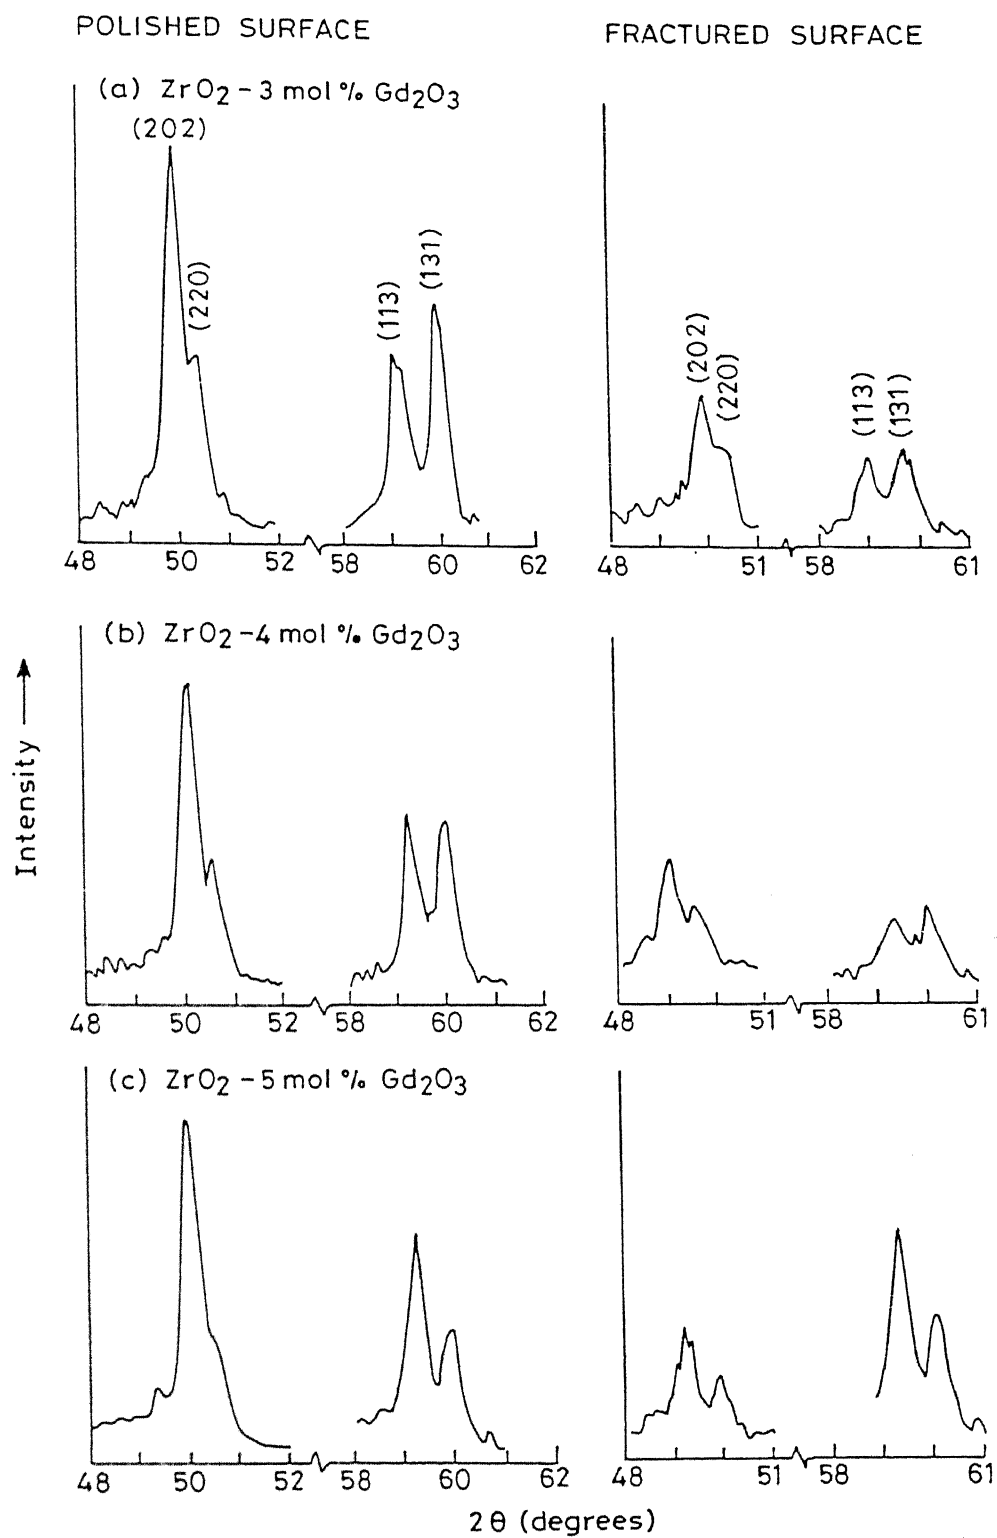 POLISHED SURFACE
FRACTURED SURFACE
(a) ZrO2 - 3 mol % Gd2O3
(202)
(220)
(113)
(131)
(202)
(220)
(113)
(131)
48 50 52 58 60 62
48 51 58 61
(b) ZrO2 - 4 mol % Gd2O3
48 50 52 58 60 62
48 51 58 61
Intensity
(c) ZrO2 - 5 mol % Gd2O3
48 50 52 58 60 62
48 51 58 61
2θ (degrees)